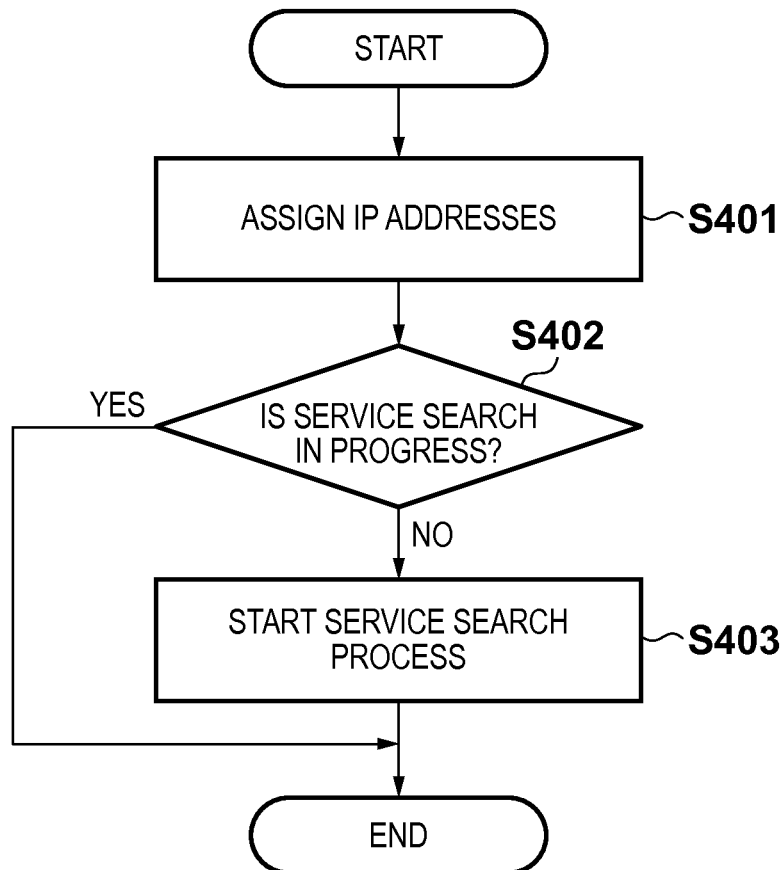 START
ASSIGN IP ADDRESSES
S401
S402
YES
IS SERVICE SEARCH
IN PROGRESS?
NO
START SERVICE SEARCH
PROCESS
S403
END